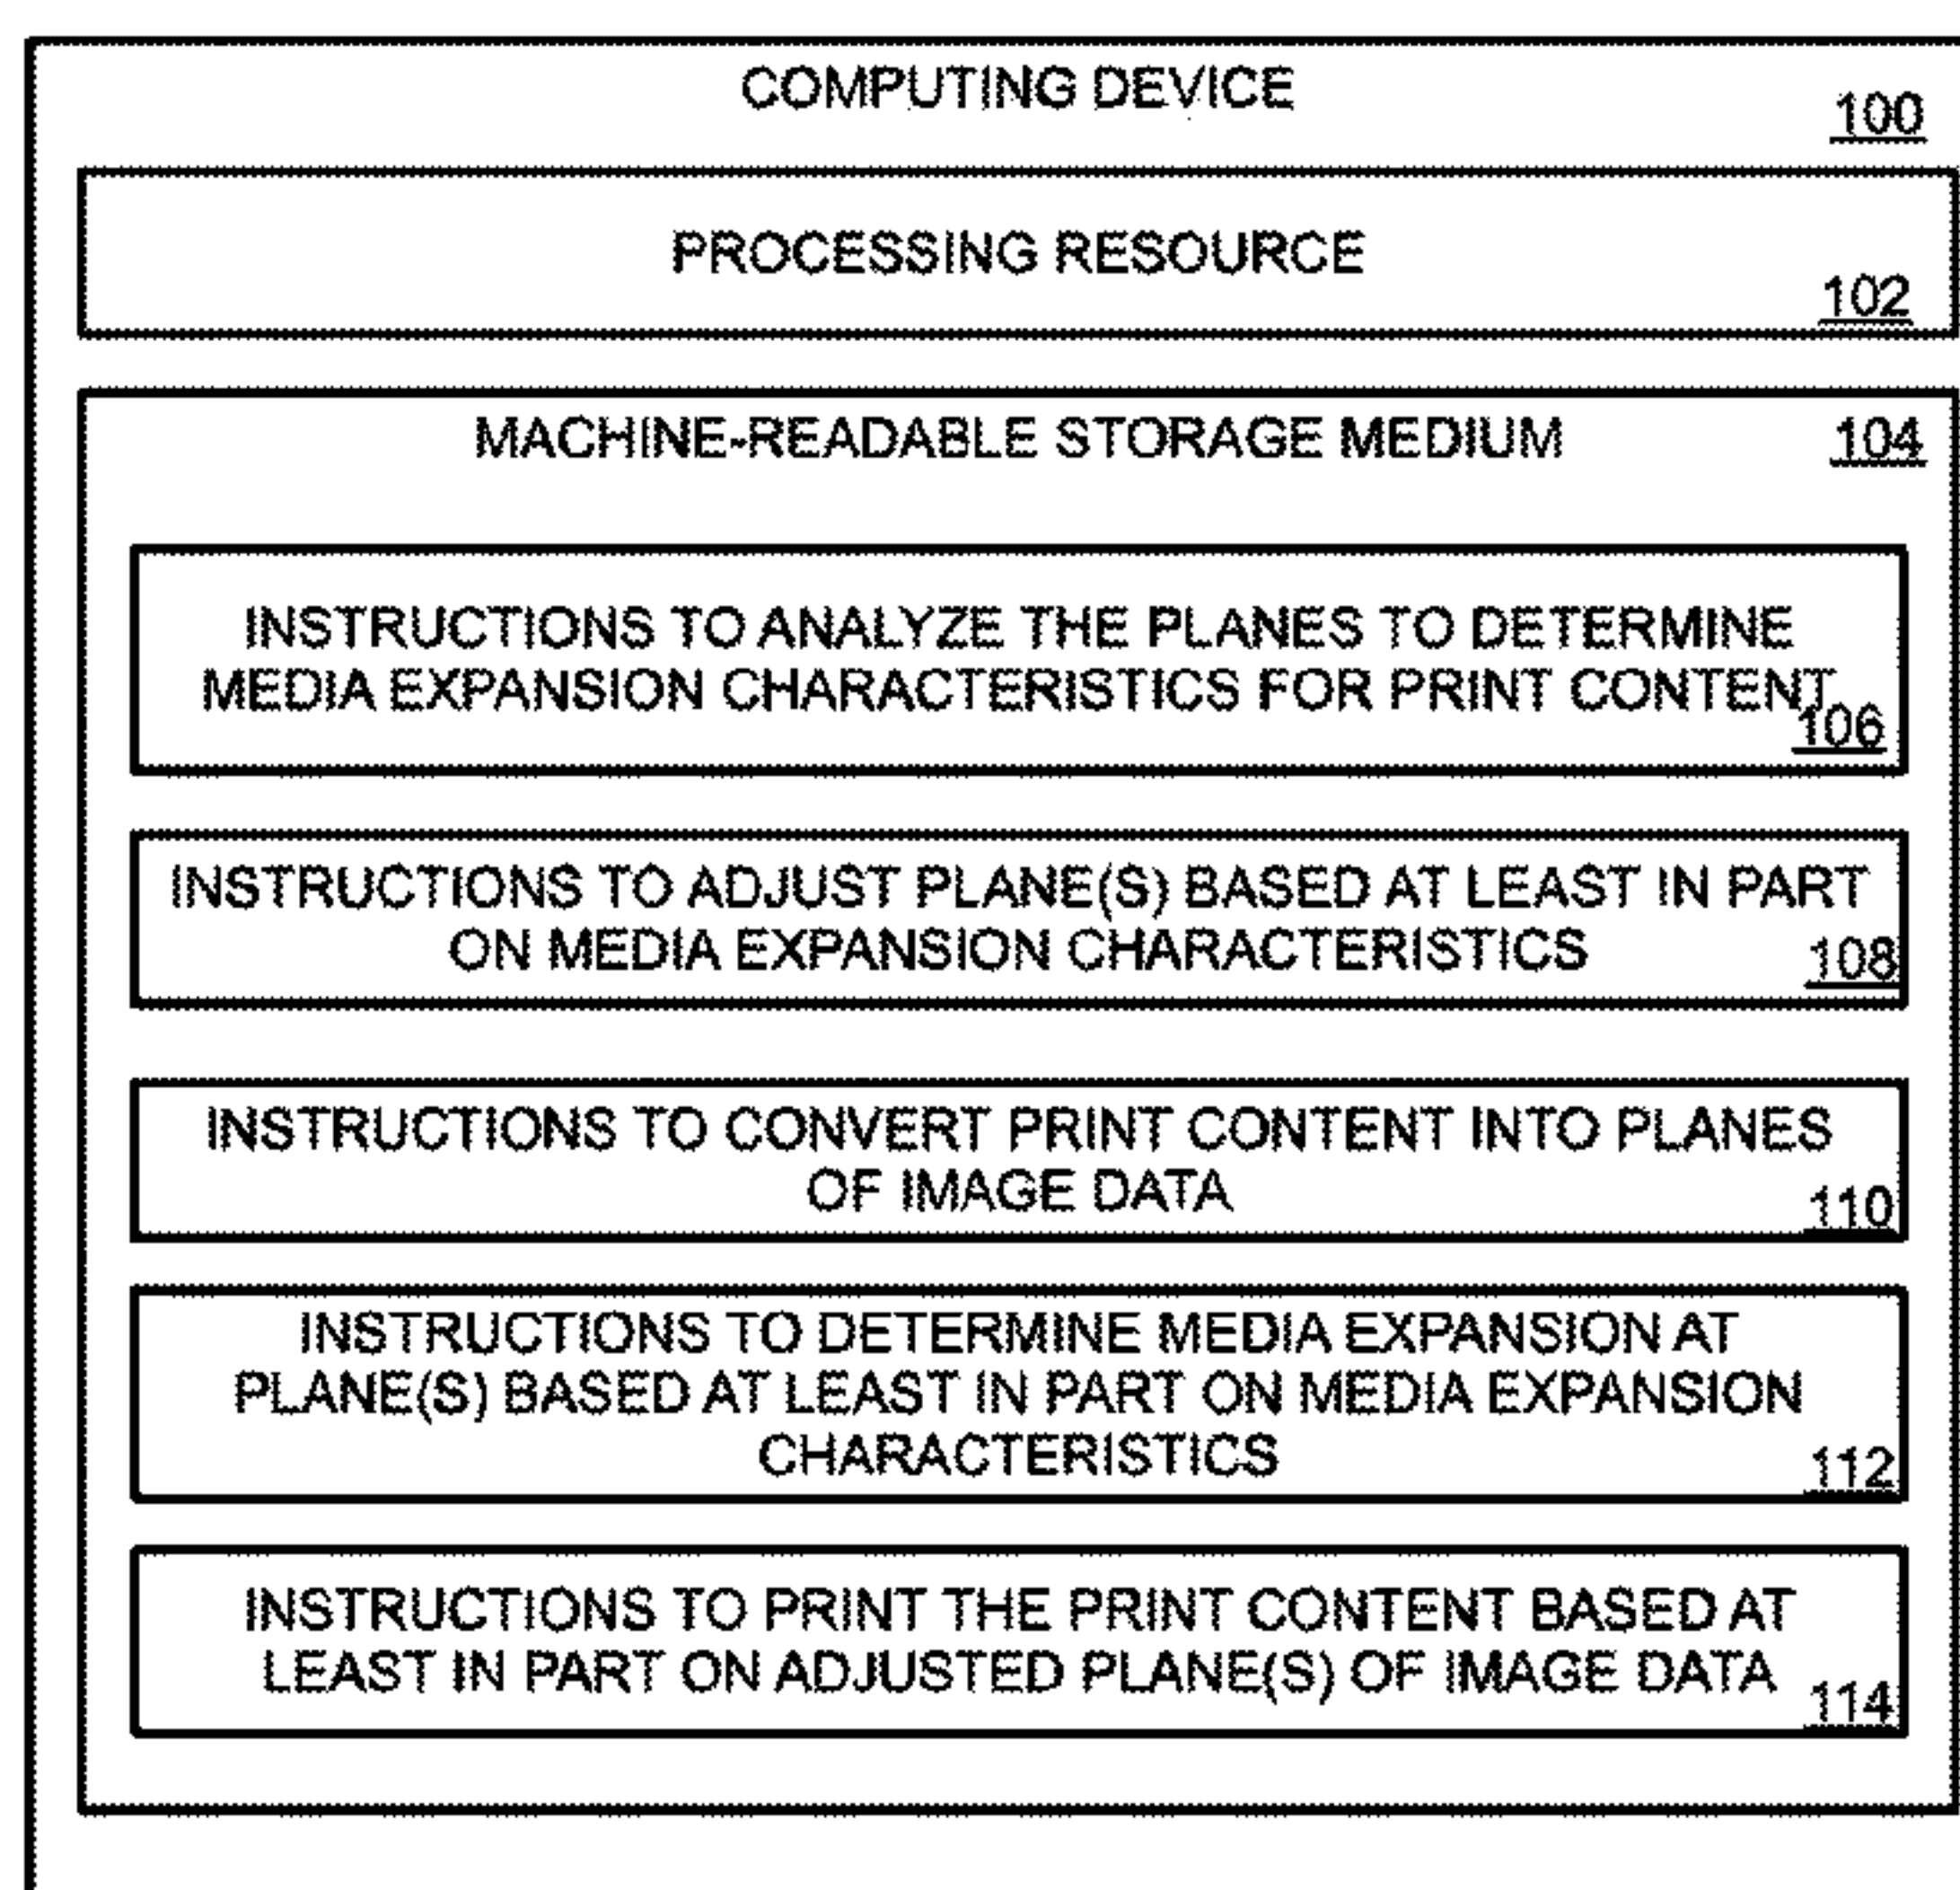 COMPUTING DEVICE
100
PROCESSING RESOURCE
102
MACHINE-READABLE STORAGE MEDIUM
104
INSTRUCTIONS TO ANALYZE THE PLANES TO DETERMINE
MEDIA EXPANSION CHARACTERISTICS FOR PRINT CONTENT
106
INSTRUCTIONS TO ADJUST PLANE(S) BASED AT LEAST IN PART
ON MEDIA EXPANSION CHARACTERISTICS
108
INSTRUCTIONS TO CONVERT PRINT CONTENT INTO PLANES
OF IMAGE DATA
110
INSTRUCTIONS TO DETERMINE MEDIA EXPANSION AT
PLANE(S) BASED AT LEAST IN PART ON MEDIA EXPANSION
CHARACTERISTICS
112
INSTRUCTIONS TO PRINT THE PRINT CONTENT BASED AT
LEAST IN PART ON ADJUSTED PLANE(S) OF IMAGE DATA
114